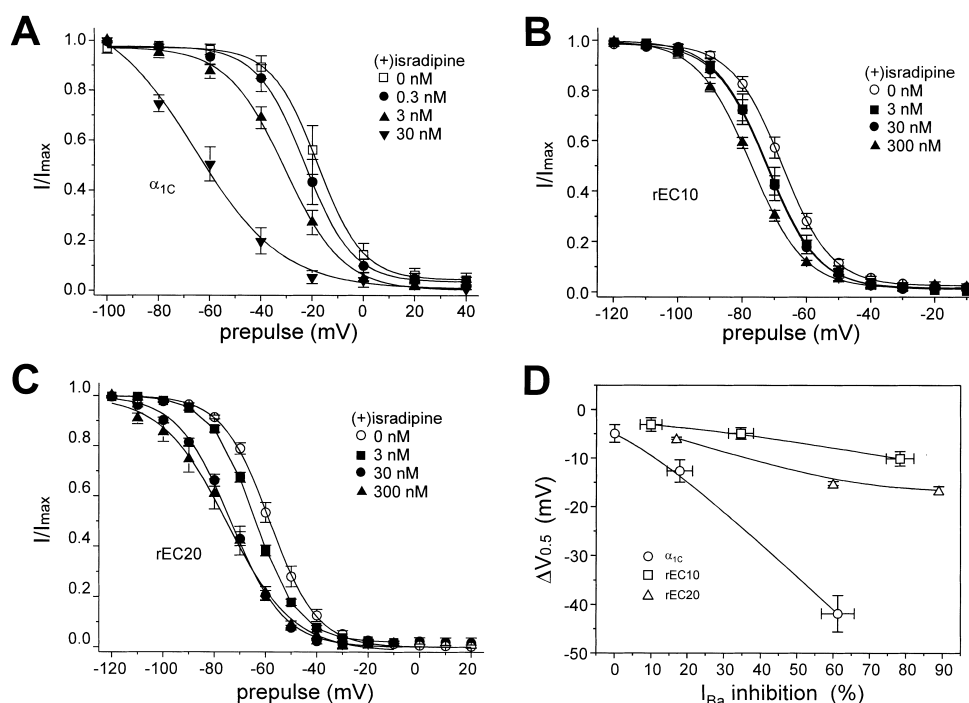 A
1.0
0.8
0.6
0.4
0.2
0.0
I/Imax
(+)isradipine
0 nM
0.3 nM
3 nM
30 nM
α1C
-100 -80 -60 -40 -20 0 20 40
prepulse (mV)
B
1.0
0.8
0.6
0.4
0.2
0.0
I/Imax
(+)isradipine
0 nM
3 nM
30 nM
300 nM
rEC10
-120 -100 -80 -60 -40 -20
prepulse (mV)
C
1.0
0.8
0.6
0.4
0.2
0.0
I/Imax
(+)isradipine
0 nM
3 nM
30 nM
300 nM
rEC20
-120 -100 -80 -60 -40 -20 0 20
prepulse (mV)
D
0
-10
-20
-30
-40
-50
ΔV0.5 (mV)
α1C
rEC10
rEC20
0 10 20 30 40 50 60 70 80 90
IBa inhibition (%)